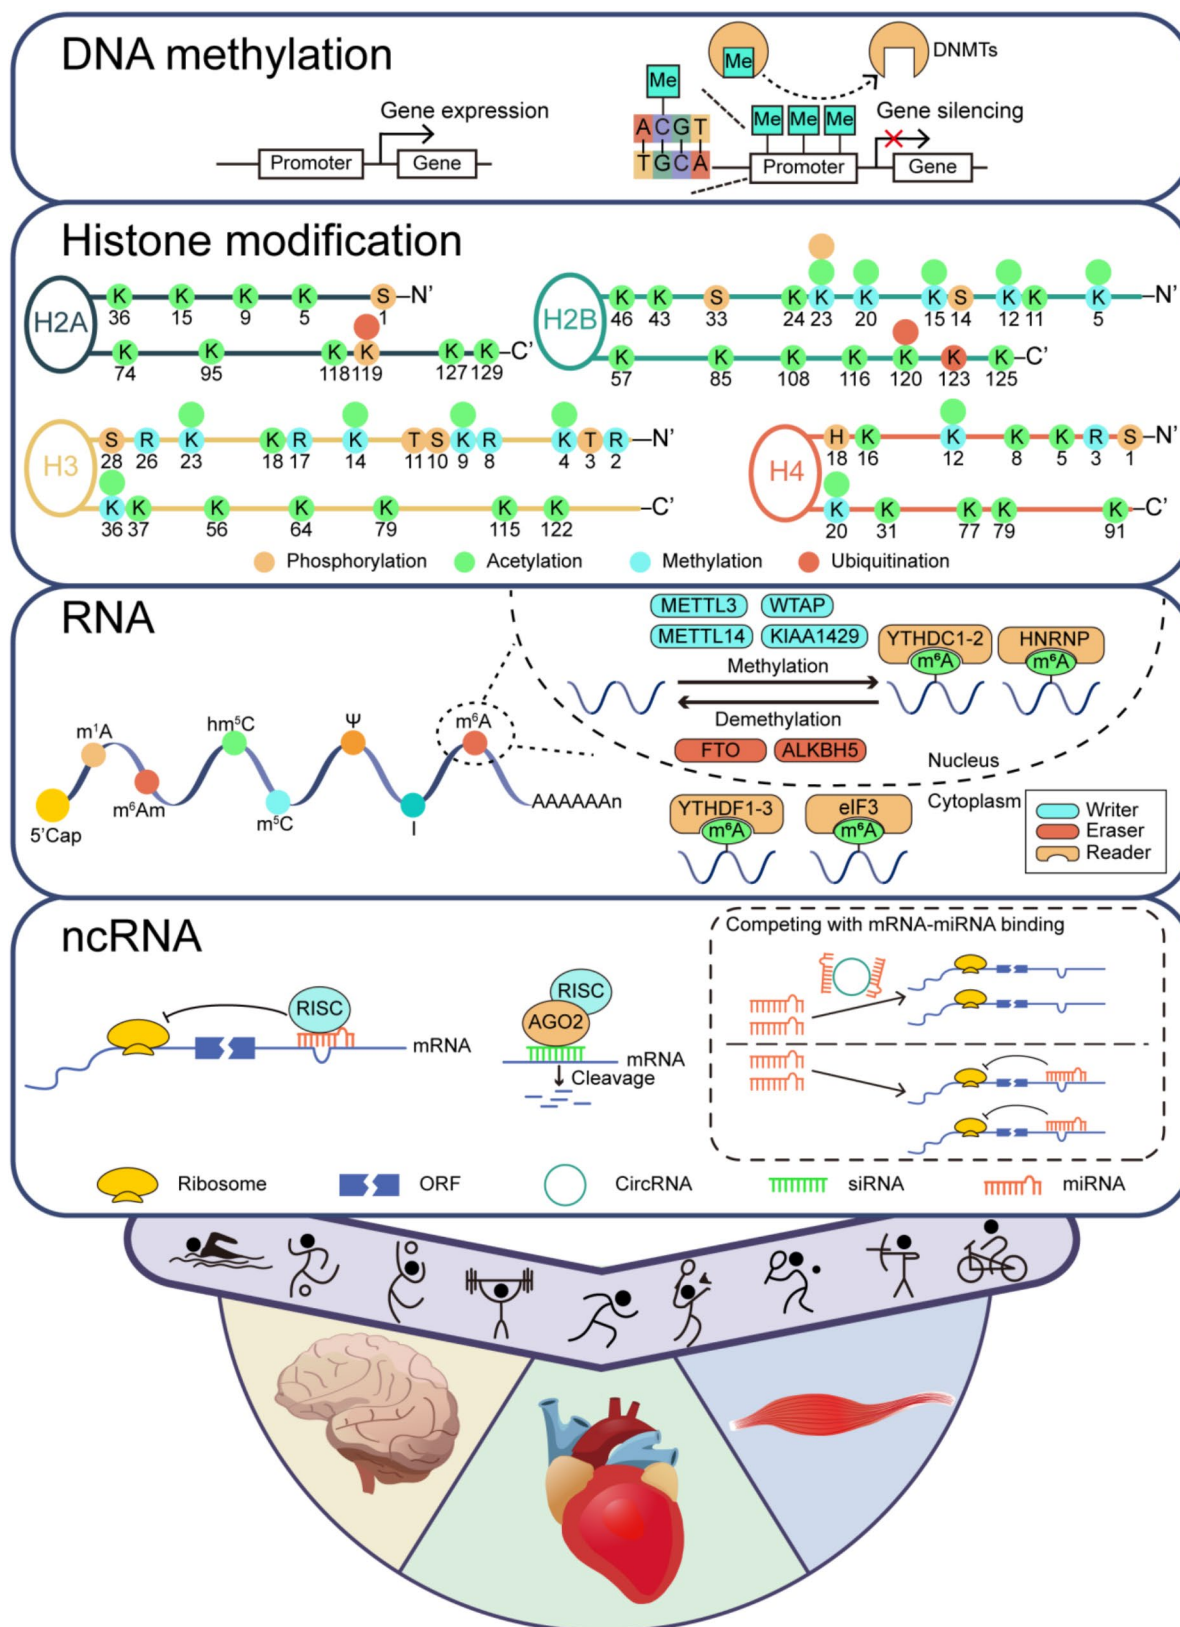 DNA methylation
Me
DNMTs
Me
Gene expression
Me Me Me
Gene silencing
A C G T
Promoter
Gene
T G C A
Promoter
Gene
Histone modification
H2A
K K K K S N’
36 15 9 5 1
K K K K K K C’
74 95 118 119 127 129
H2B
K K S K K K K S K K K N’
46 43 33 24 23 20 15 14 12 11 5
K K K K K K K C’
57 85 108 116 120 123 125
H3
S R K K R K T S K R K T R N’
28 26 23 18 17 14 11 10 9 8 4 3 2
K K K K K K K C’
36 37 56 64 79 115 122
H4
H K K K K R S N’
18 16 12 8 5 3 1
K K K K K C’
20 31 77 79 91
Phosphorylation Acetylation Methylation Ubiquitination
RNA
METTL3 WTAP
METTL14 KIAA1429
YTHDC1-2 HNRNP
m⁶A m⁶A
Methylation
Demethylation
FTO ALKBH5
Nucleus
Cytoplasm
m¹A
hm⁵C
Ψ
m⁶A
m⁶Am
m⁵C
I
5’Cap
AAAAAAn
YTHDF1-3 eIF3
m⁶A m⁶A
Writer
Eraser
Reader
ncRNA
RISC
mRNA
RISC
AGO2
mRNA
Cleavage
Competing with mRNA-miRNA binding
Ribosome ORF CircRNA siRNA miRNA